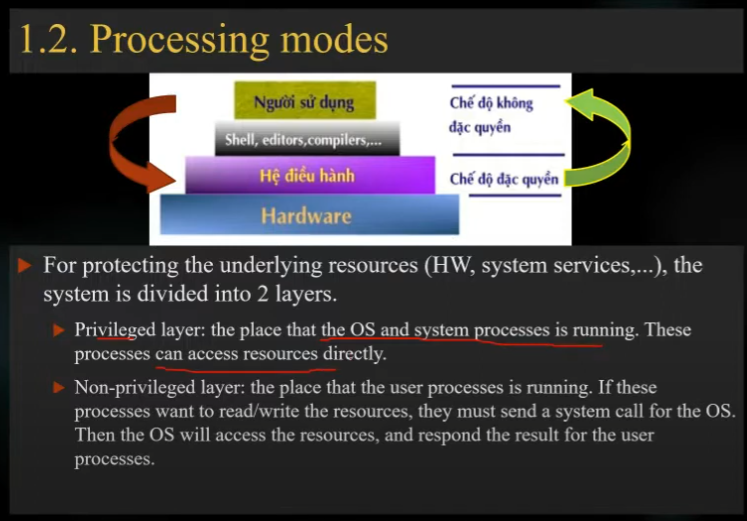 1.2. Processing modes
Người sử dụng
Shell, editors,compilers,...
Hệ điều hành
Hardware
Chế độ không
đặc quyền
Chế độ đặc quyền
For protecting the underlying resources (HW, system services,...), the
system is divided into 2 layers.
Privileged layer: the place that the OS and system processes is running. These
processes can access resources directly.
Non-privileged layer: the place that the user processes is running. If these
processes want to read/write the resources, they must send a system call for the OS.
Then the OS will access the resources, and respond the result for the user
processes.